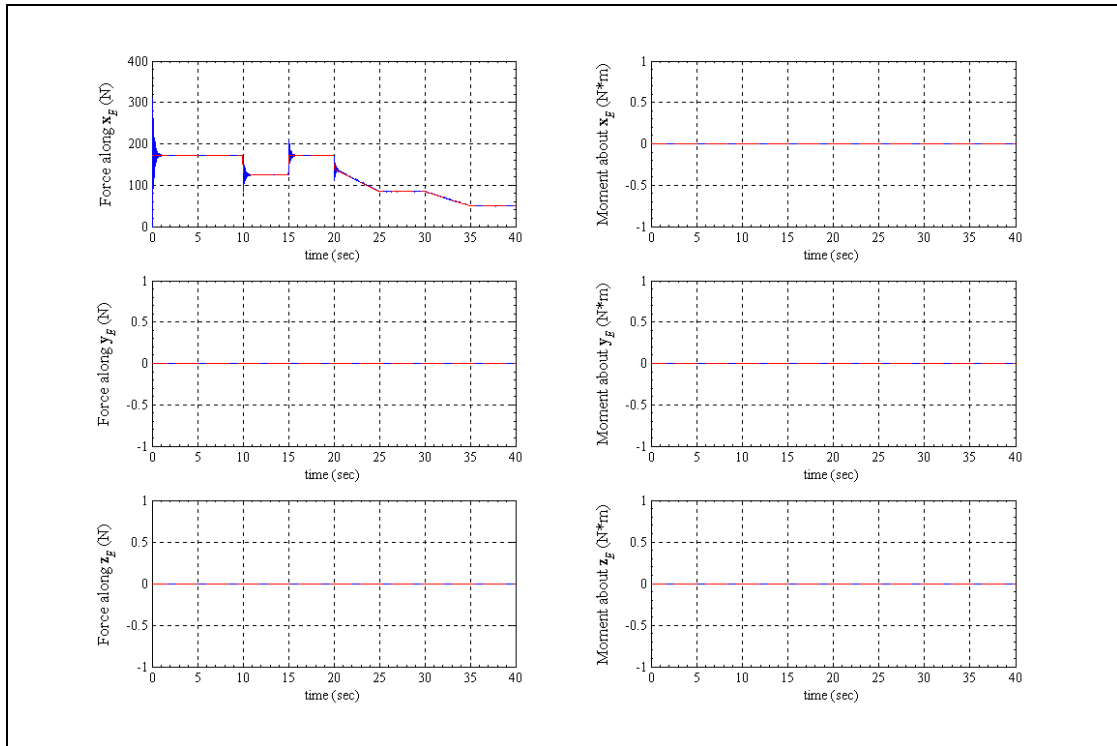 Force along x_E (N)
400
300
200
100
0
0 5 10 15 20 25 30 35 40
time (sec)
Moment about x_E (N*m)
1
0.5
0
-0.5
-1
0 5 10 15 20 25 30 35 40
time (sec)
Force along y_E (N)
1
0.5
0
-0.5
-1
0 5 10 15 20 25 30 35 40
time (sec)
Moment about y_E (N*m)
1
0.5
0
-0.5
-1
0 5 10 15 20 25 30 35 40
time (sec)
Force along z_E (N)
1
0.5
0
-0.5
-1
0 5 10 15 20 25 30 35 40
time (sec)
Moment about z_E (N*m)
1
0.5
0
-0.5
-1
0 5 10 15 20 25 30 35 40
time (sec)